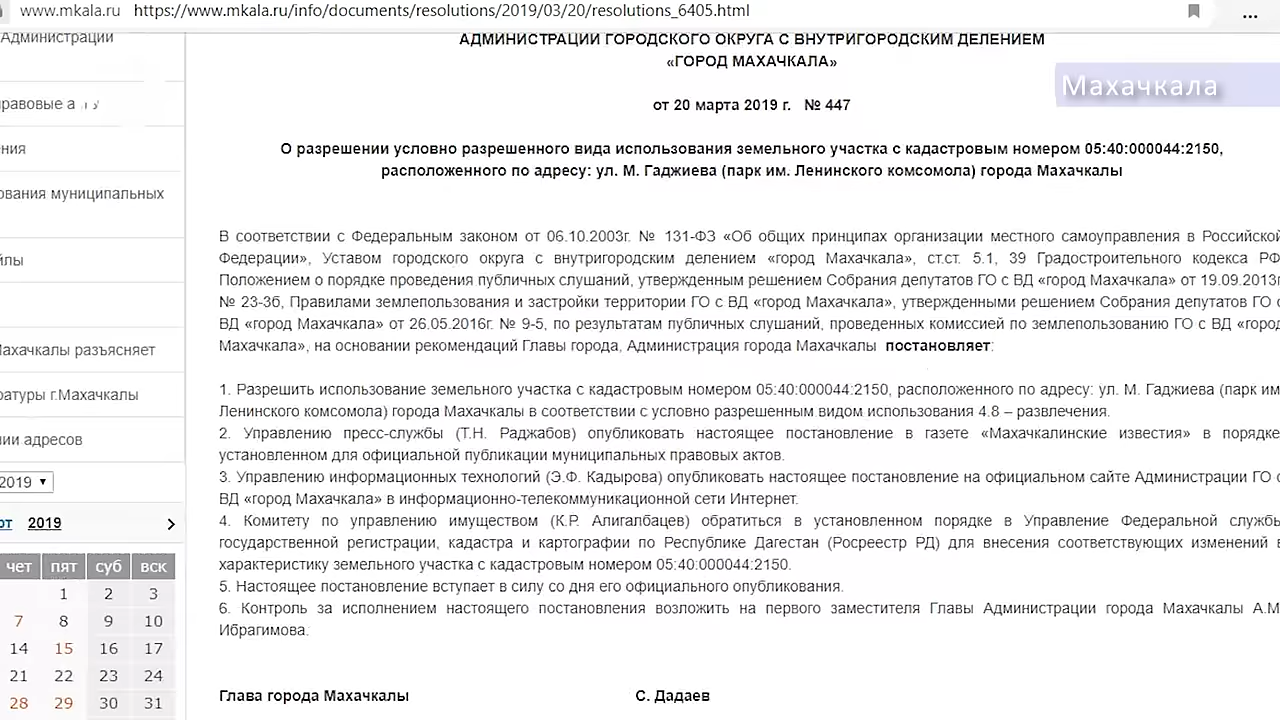 www.mkala.ru https://www.mkala.ru/info/documents/resolutions/2019/03/20/resolutions_6405.html
Администрации
правовые
ния
ования муниципальных
йлы
Махачкалы разъясняет
ратуры г.Махачкалы
нии адресов
2019
рт 2019
чет пят суб вск
1 2 3
7 8 9 10
14 15 16 17
21 22 23 24
28 29 30 31
АДМИНИСТРАЦИИ ГОРОДСКОГО ОКРУГА С ВНУТРИГОРОДСКИМ ДЕЛЕНИЕМ
«ГОРОД МАХАЧКАЛА»
Махачкала
от 20 марта 2019 г. № 447
О разрешении условно разрешенного вида использования земельного участка с кадастровым номером 05:40:000044:2150,
расположенного по адресу: ул. М. Гаджиева (парк им. Ленинского комсомола) города Махачкалы
В соответствии с Федеральным законом от 06.10.2003г. № 131-ФЗ «Об общих принципах организации местного самоуправления в Российской
Федерации», Уставом городского округа с внутригородским делением «город Махачкала», ст.ст. 5.1, 39 Градостроительного кодекса РФ
Положением о порядке проведения публичных слушаний, утвержденным решением Собрания депутатов ГО с ВД «город Махачкала» от 19.09.2013г
№ 23-3б, Правилами землепользования и застройки территории ГО с ВД «город Махачкала», утвержденными решением Собрания депутатов ГО с
ВД «город Махачкала» от 26.05.2016г. № 9-5, по результатам публичных слушаний, проведенных комиссией по землепользованию ГО с ВД «город
Махачкала», на основании рекомендаций Главы города, Администрация города Махачкалы постановляет:
1. Разрешить использование земельного участка с кадастровым номером 05:40:000044:2150, расположенного по адресу: ул. М. Гаджиева (парк им
Ленинского комсомола) города Махачкалы в соответствии с условно разрешенным видом использования 4.8 – развлечения.
2. Управлению пресс-службы (Т.Н. Раджабов) опубликовать настоящее постановление в газете «Махачкалинские известия» в порядке
установленном для официальной публикации муниципальных правовых актов.
3. Управлению информационных технологий (Э.Ф. Кадырова) опубликовать настоящее постановление на официальном сайте Администрации ГО с
ВД «город Махачкала» в информационно-телекоммуникационной сети Интернет.
4. Комитету по управлению имуществом (К.Р. Алигалбацев) обратиться в установленном порядке в Управление Федеральной службы
государственной регистрации, кадастра и картографии по Республике Дагестан (Росреестр РД) для внесения соответствующих изменений в
характеристику земельного участка с кадастровым номером 05:40:000044:2150.
5. Настоящее постановление вступает в силу со дня его официального опубликования.
6. Контроль за исполнением настоящего постановления возложить на первого заместителя Главы Администрации города Махачкалы А.М
Ибрагимова.
Глава города Махачкалы С. Дадаев